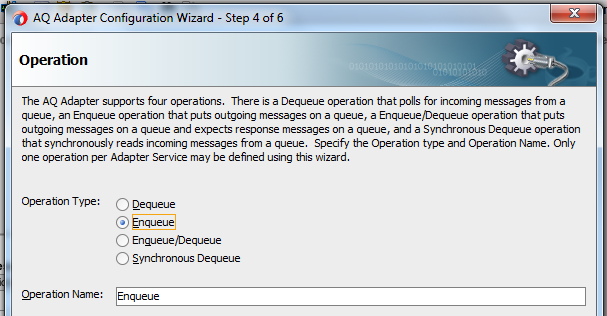 AQ Adapter Configuration Wizard - Step 4 of 6
Operation
The AQ Adapter supports four operations.  There is a Dequeue operation that polls for incoming messages from a
queue, an Enqueue operation that puts outgoing messages on a queue, a Enqueue/Dequeue operation that puts
outgoing messages on a queue and expects response messages on a queue, and a Synchronous Dequeue operation
that synchronously reads incoming messages from a queue.  Specify the Operation type and Operation Name. Only
one operation per Adapter Service may be defined using this wizard.
Operation Type:
Dequeue
Enqueue
Enqueue/Dequeue
Synchronous Dequeue
Operation Name: Enqueue